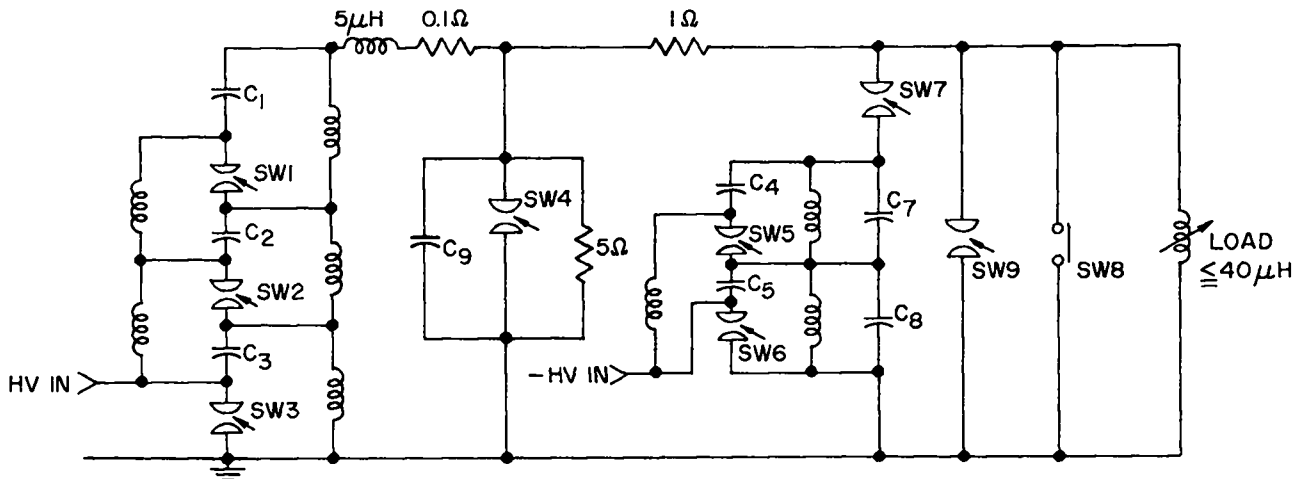 5μH
0.1Ω
1Ω
C1
SW1
C2
SW2
C3
HV IN
SW3
C9
SW4
5Ω
SW7
C4
C7
SW5
C5
C8
SW6
-HV IN
SW9
SW8
LOAD
≦40μH